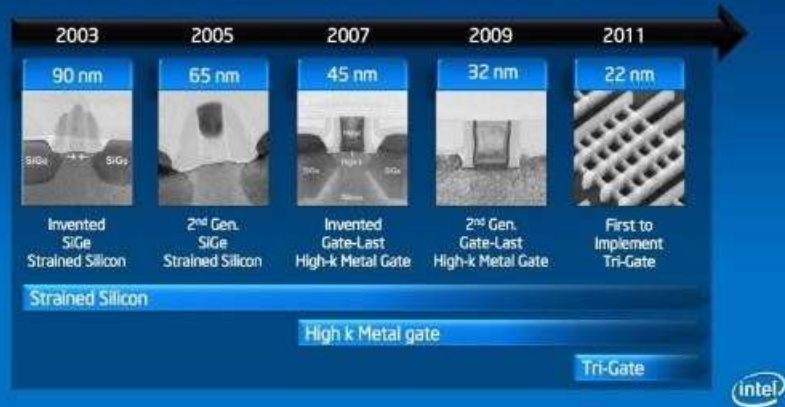 2003 2005 2007 2009 2011
90 nm 65 nm 45 nm 32 nm 22 nm
SiGe SiGe
Metal
High-k
SiGe SiGe
Invented
SiGe
Strained Silicon
2nd Gen.
SiGe
Strained Silicon
Invented
Gate-Last
High-k Metal Gate
2nd Gen.
Gate-Last
High-k Metal Gate
First to
Implement
Tri-Gate
Strained Silicon
High k Metal gate
Tri-Gate
intel